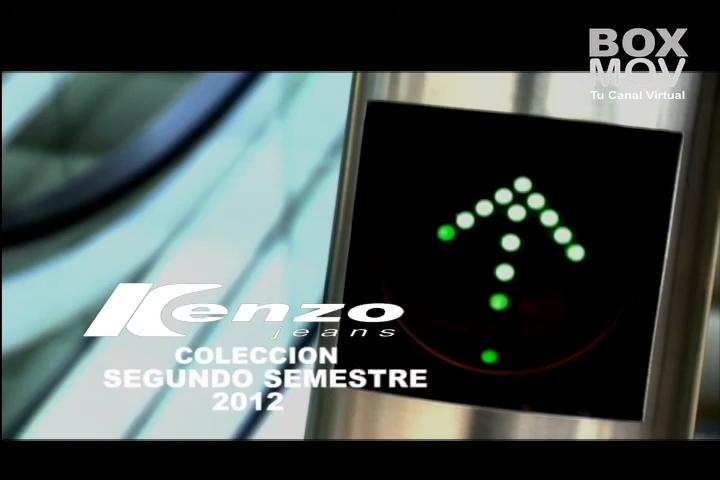 BOX
MOV
Tu Canal Virtual
Kenzo
jeans
COLECCION
SEGUNDO SEMESTRE
2012